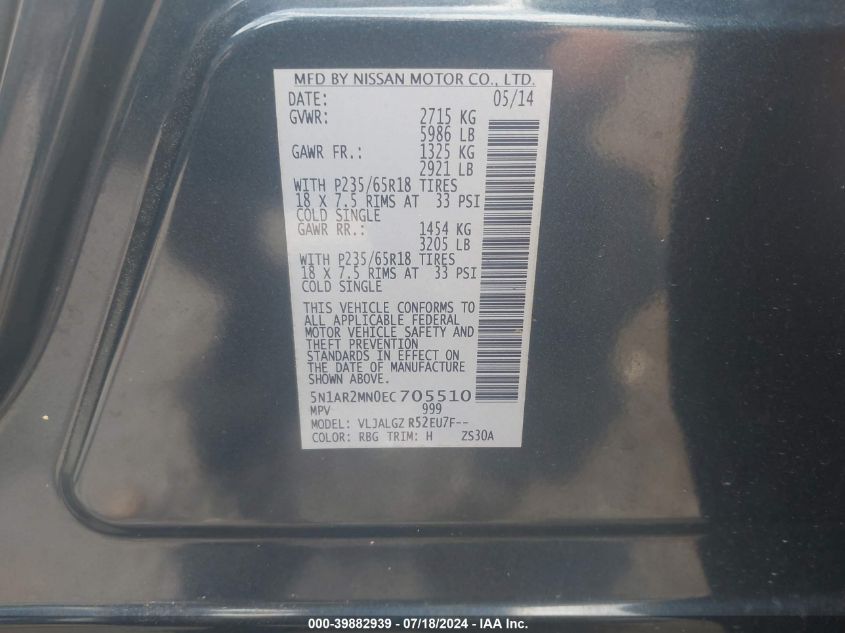 MFD BY NISSAN MOTOR CO., LTD.
DATE: 05/14
GVWR: 2715 KG
5986 LB
GAWR FR.: 1325 KG
2921 LB
WITH P235/65R18 TIRES
18 X 7.5 RIMS AT 33 PSI
COLD SINGLE
GAWR RR.: 1454 KG
3205 LB
WITH P235/65R18 TIRES
18 X 7.5 RIMS AT 33 PSI
COLD SINGLE
THIS VEHICLE CONFORMS TO
ALL APPLICABLE FEDERAL
MOTOR VEHICLE SAFETY AND
THEFT PREVENTION
STANDARDS IN EFFECT ON
THE DATE OF MANUFACTURE
SHOWN ABOVE.
5N1AR2MN0EC705510
MPV 999
MODEL: VLJALGZ R52EU7F--
COLOR: RBG TRIM: H ZS30A
000-39882939 - 07/18/2024 - IAA Inc.